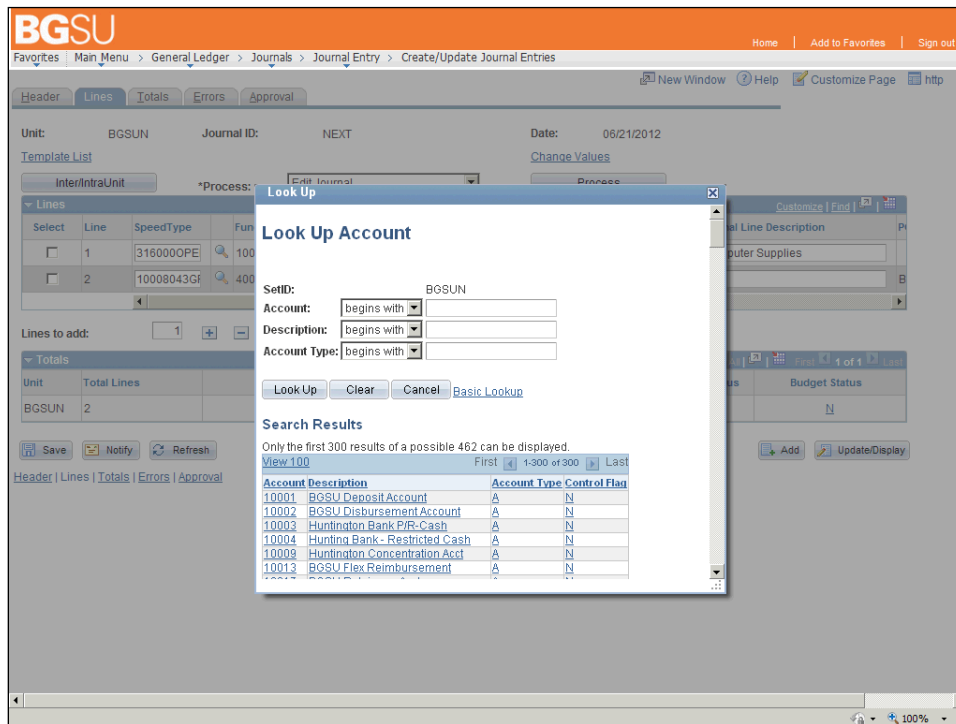 BGSU
Home | Add to Favorites | Sign out
Favorites Main Menu > General Ledger > Journals > Journal Entry > Create/Update Journal Entries
New Window Help Customize Page http
Header Lines Totals Errors Approval
Unit: BGSUN Journal ID: NEXT Date: 06/21/2012
Template List Change Values
Inter/IntraUnit *Process: Edit Journal Process
Lines Customize | Find |
Select Line SpeedType Line Description
1 316000OPE 100 Supplies
2 10008043GF 400 B
Lines to add: 1
Totals First 1 of 1 Last
Unit Total Lines Budget Status
BGSUN 2 N
Save Notify Refresh Add Update/Display
Header | Lines | Totals | Errors | Approval
Look Up
Look Up Account
SetID: BGSUN
Account: begins with
Description: begins with
Account Type: begins with
Look Up Clear Cancel Basic Lookup
Search Results
Only the first 300 results of a possible 462 can be displayed.
View 100 First 1-300 of 300 Last
Account Description Account Type Control Flag
10001 BGSU Deposit Account A N
10002 BGSU Disbursement Account A N
10003 Huntington Bank P/R-Cash A N
10004 Hunting Bank - Restricted Cash A N
10009 Huntington Concentration Acct A N
10013 BGSU Flex Reimbursement A N
100%